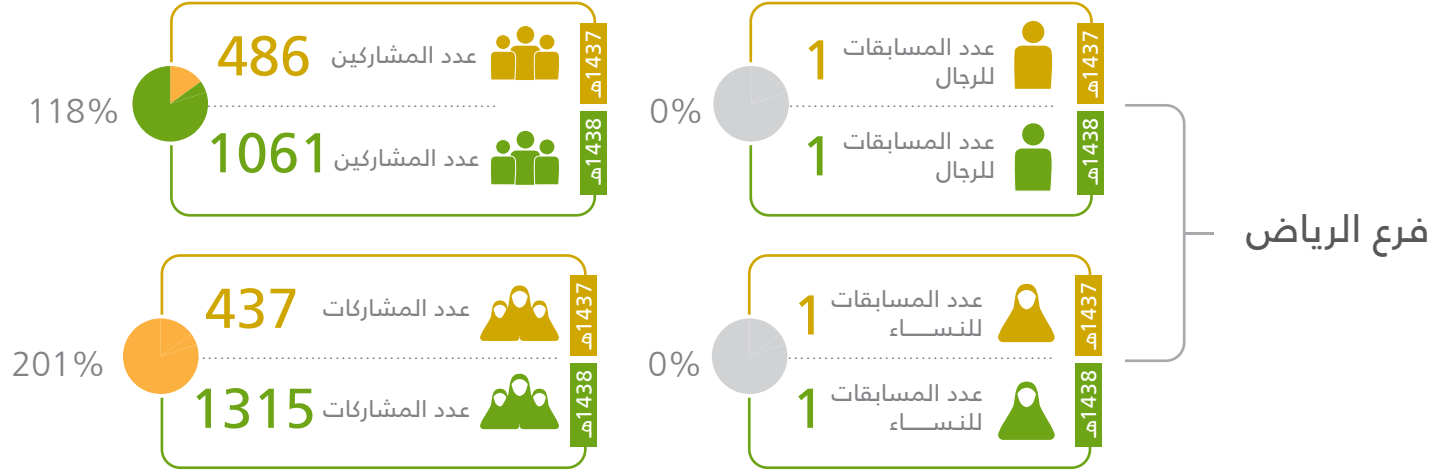 فرع الرياض
1437هـ
عدد المسابقات
للرجال
1
1438هـ
عدد المسابقات
للرجال
1
0%
1437هـ
عدد المشاركين
486
1438هـ
عدد المشاركين
1061
118%
1437هـ
عدد المسابقات
للنســـــاء
1
1438هـ
عدد المسابقات
للنســـــاء
1
0%
1437هـ
عدد المشاركات
437
1438هـ
عدد المشاركات
1315
201%